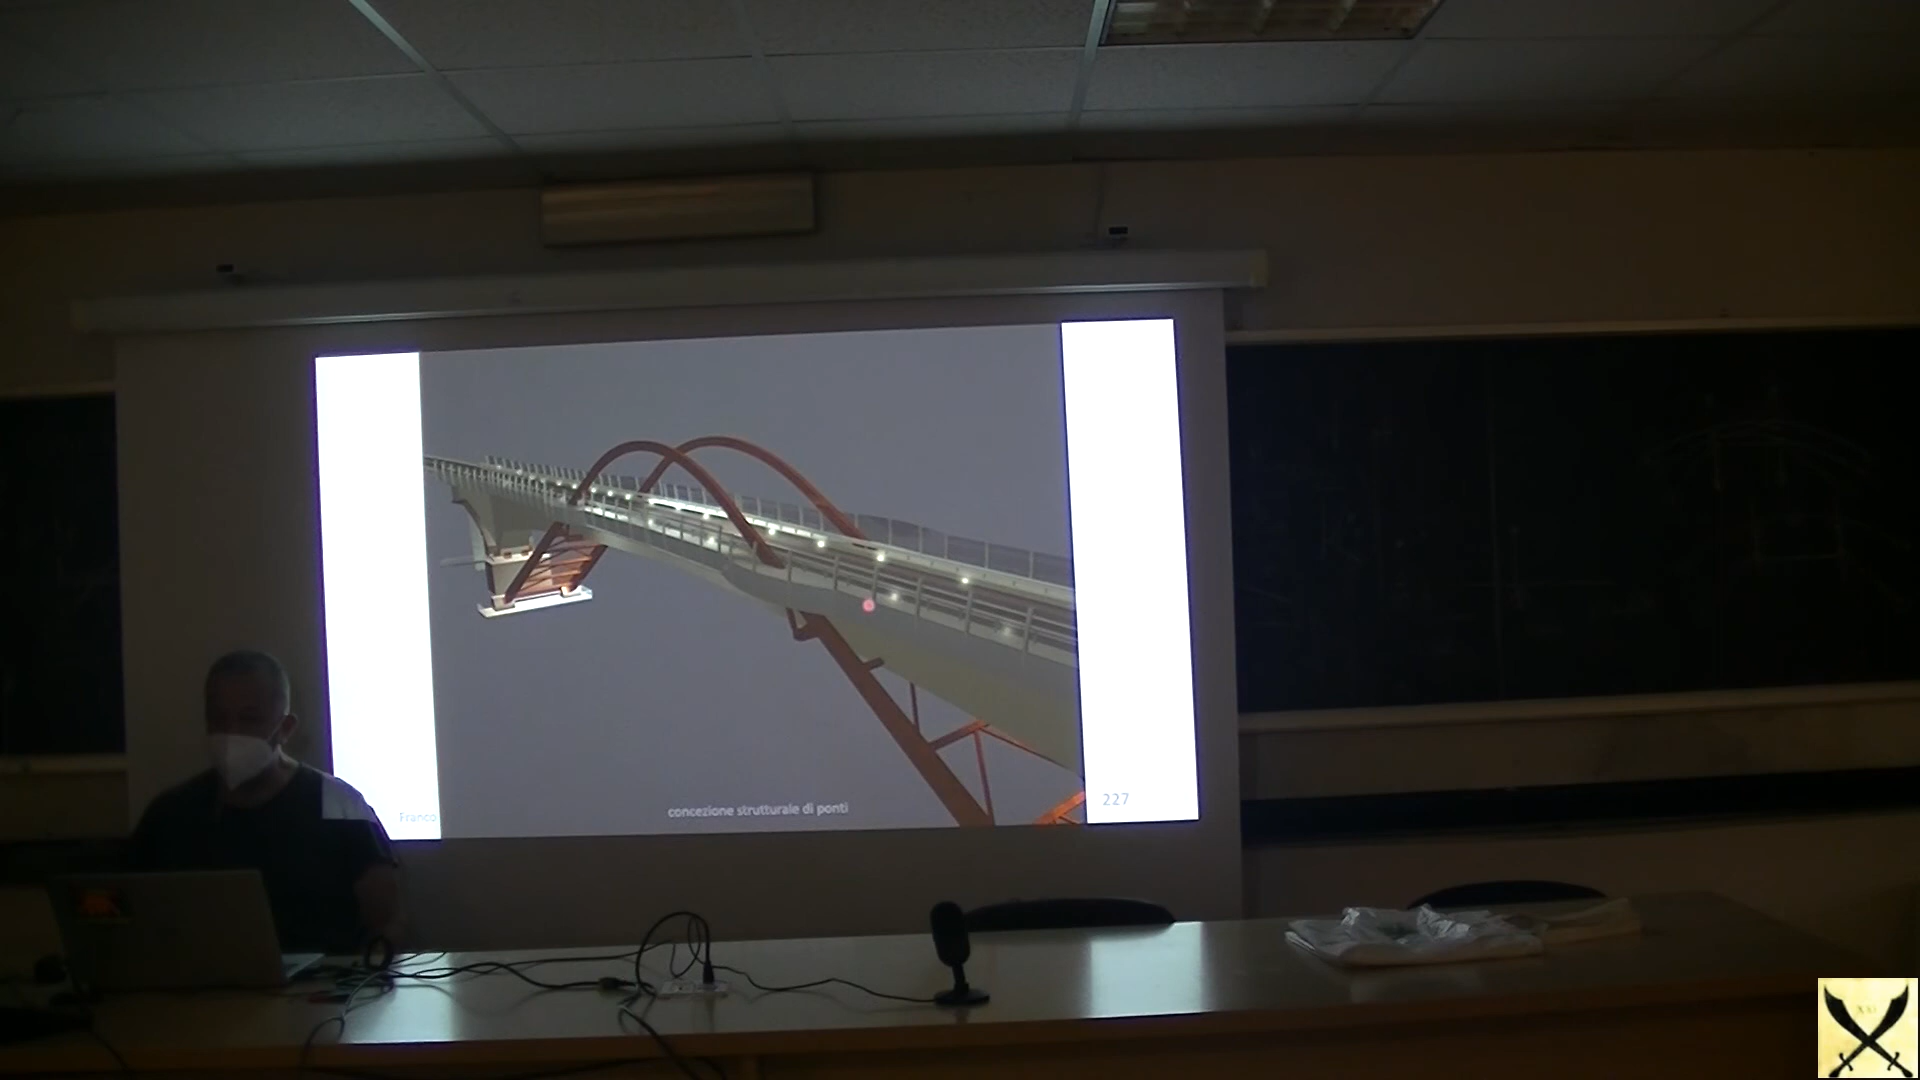 Franco
concezione strutturale di ponti
227